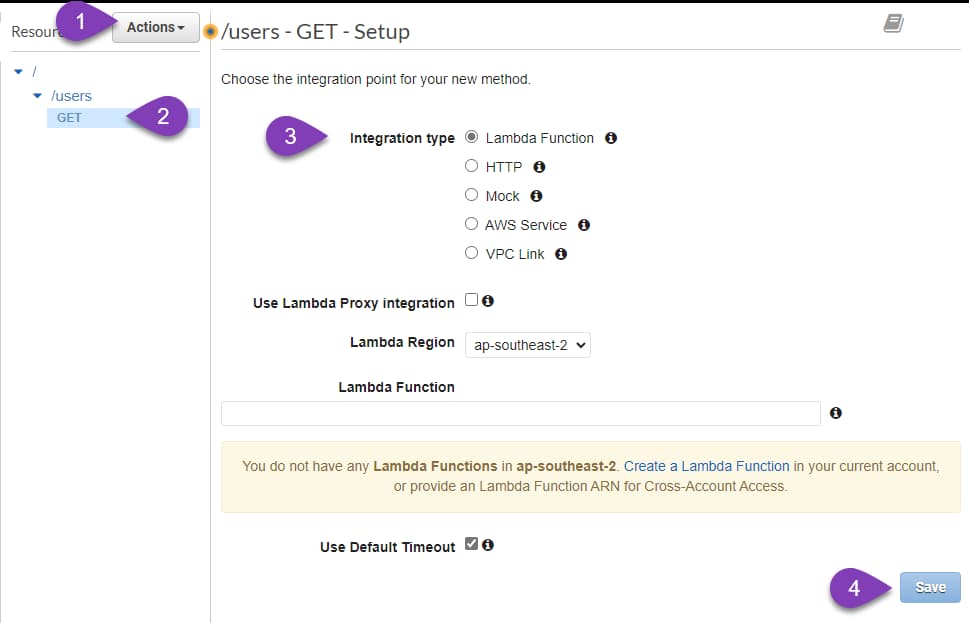 1
Resour
Actions
/users - GET - Setup
/
/users
GET
2
Choose the integration point for your new method.
3
Integration type
Lambda Function
HTTP
Mock
AWS Service
VPC Link
Use Lambda Proxy integration
Lambda Region
ap-southeast-2
Lambda Function
You do not have any Lambda Functions in ap-southeast-2. Create a Lambda Function in your current account,
or provide an Lambda Function ARN for Cross-Account Access.
Use Default Timeout
4
Save